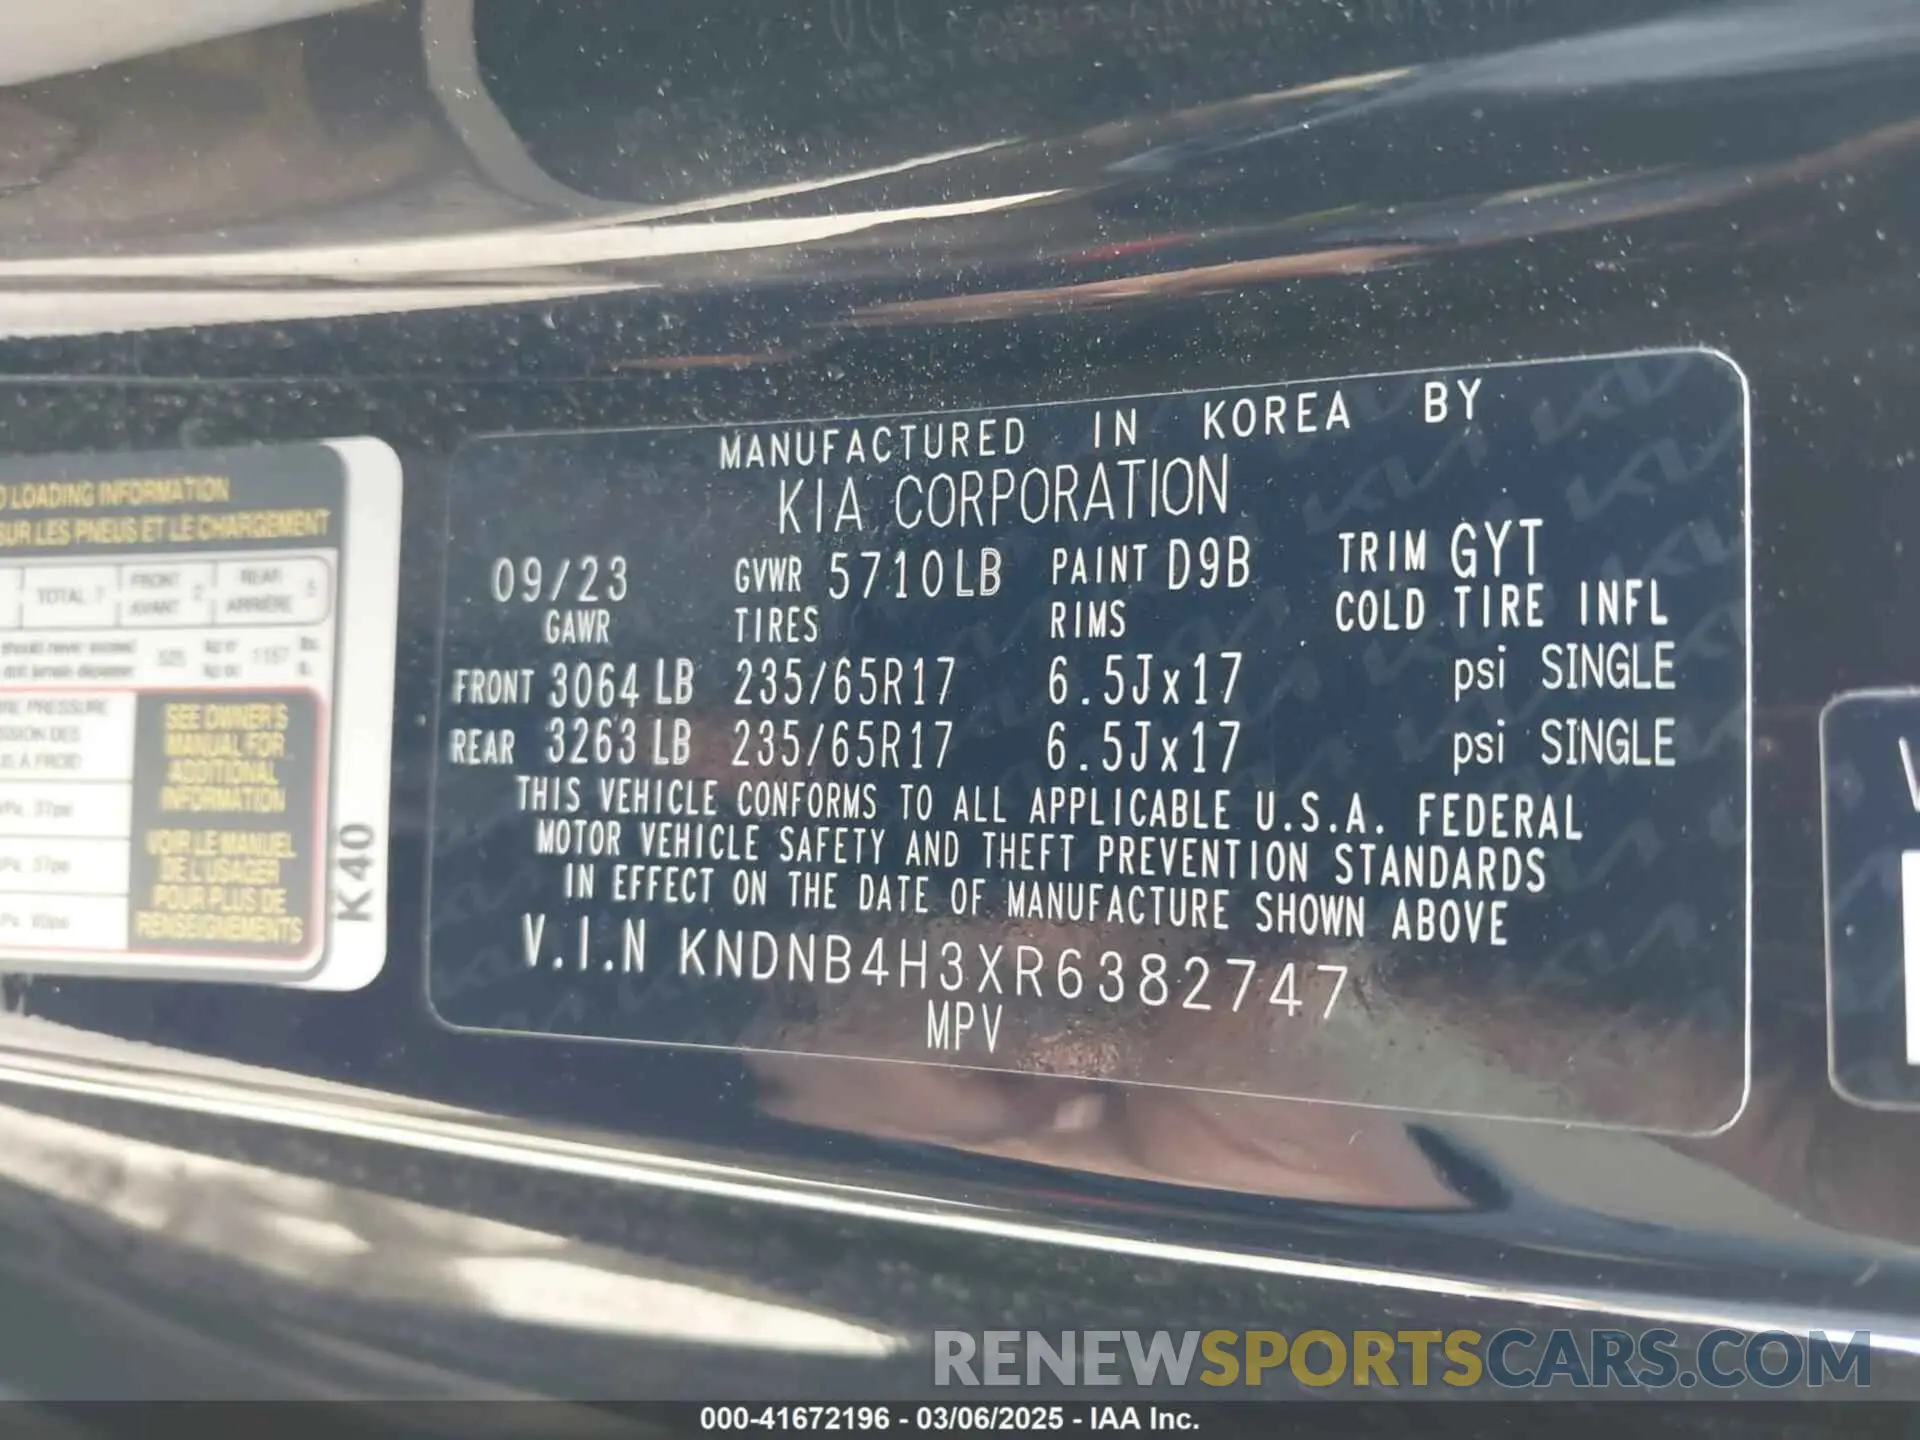 MANUFACTURED IN KOREA BY
KIA CORPORATION
09/23 GVWR 5710LB PAINT D9B TRIM GYT
GAWR TIRES RIMS COLD TIRE INFL
FRONT 3064 LB 235/65R17 6.5Jx17 psi SINGLE
REAR 3263 LB 235/65R17 6.5Jx17 psi SINGLE
THIS VEHICLE CONFORMS TO ALL APPLICABLE U.S.A. FEDERAL
MOTOR VEHICLE SAFETY AND THEFT PREVENTION STANDARDS
IN EFFECT ON THE DATE OF MANUFACTURE SHOWN ABOVE
V.I.N KNDNB4H3XR6382747
MPV
LOADING INFORMATION
SUR LES PNEUS ET LE CHARGEMENT
TOTAL 7 FRONT AVANT 2 REAR ARRIÈRE 5
should never exceed
SEE OWNER'S
MANUAL FOR
ADDITIONAL
INFORMATION
VOIR LE MANUEL
DE L'USAGER
POUR PLUS DE
RENSEIGNEMENTS
K40
RENEWSPORTSCARS.COM
000-41672196 - 03/06/2025 - IAA Inc.